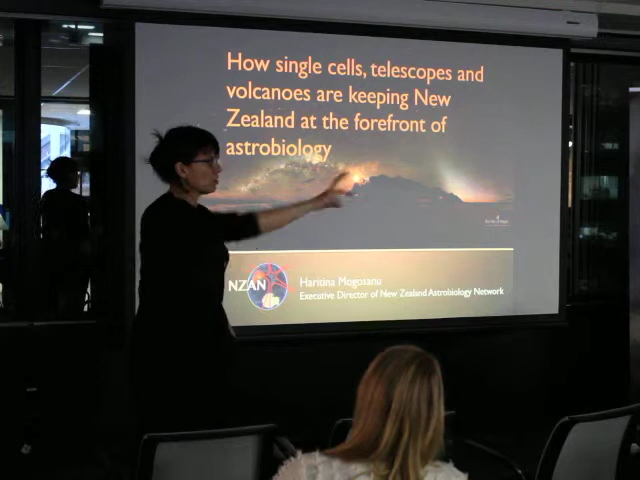 How single cells, telescopes and
volcanoes are keeping New
Zealand at the forefront of
astrobiology
NZAN
Haritina Mogosanu
Executive Director of New Zealand Astrobiology Network